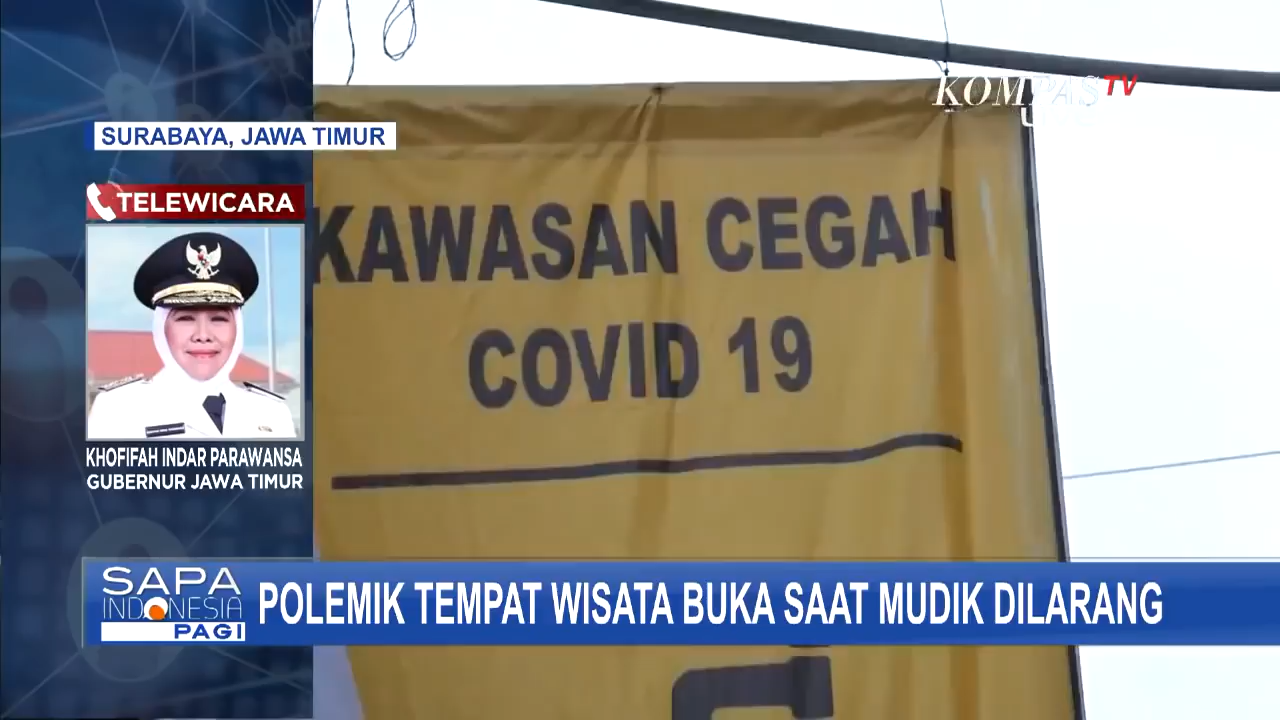 KOMPAS TV
SURABAYA, JAWA TIMUR
TELEWICARA
KHOFIFAH INDAR PARAWANSA
GUBERNUR JAWA TIMUR
KAWASAN CEGAH
COVID 19
SAPA
INDONESIA
PAGI
POLEMIK TEMPAT WISATA BUKA SAAT MUDIK DILARANG